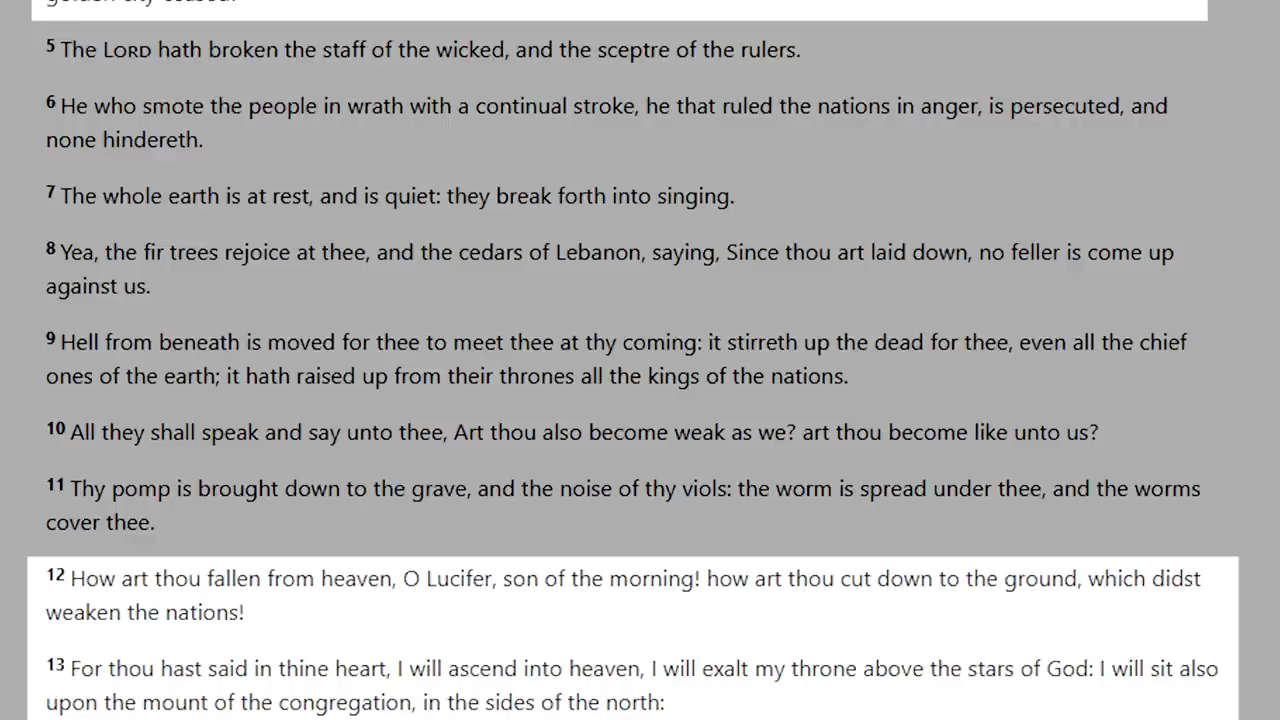 golden city ceased!
5 The LORD hath broken the staff of the wicked, and the sceptre of the rulers.
6 He who smote the people in wrath with a continual stroke, he that ruled the nations in anger, is persecuted, and
none hindereth.
7 The whole earth is at rest, and is quiet: they break forth into singing.
8 Yea, the fir trees rejoice at thee, and the cedars of Lebanon, saying, Since thou art laid down, no feller is come up
against us.
9 Hell from beneath is moved for thee to meet thee at thy coming: it stirreth up the dead for thee, even all the chief
ones of the earth; it hath raised up from their thrones all the kings of the nations.
10 All they shall speak and say unto thee, Art thou also become weak as we? art thou become like unto us?
11 Thy pomp is brought down to the grave, and the noise of thy viols: the worm is spread under thee, and the worms
cover thee.
12 How art thou fallen from heaven, O Lucifer, son of the morning! how art thou cut down to the ground, which didst
weaken the nations!
13 For thou hast said in thine heart, I will ascend into heaven, I will exalt my throne above the stars of God: I will sit also
upon the mount of the congregation, in the sides of the north: